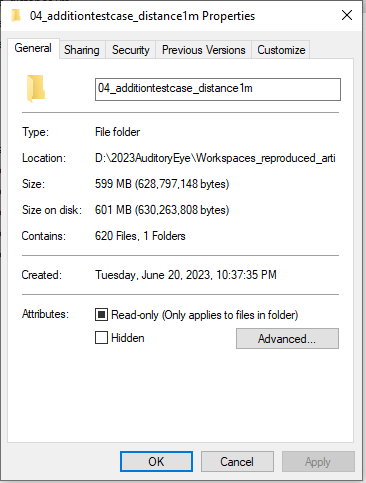 04_additiontestcase_distance1m Properties
General Sharing Security Previous Versions Customize
04_additiontestcase_distance1m
Type: File folder
Location: D:\2023AuditoryEye\Workspaces_reproduced_arti
Size: 599 MB (628,797,148 bytes)
Size on disk: 601 MB (630,263,808 bytes)
Contains: 620 Files, 1 Folders
Created: Tuesday, June 20, 2023, 10:37:35 PM
Attributes: Read-only (Only applies to files in folder)
Hidden Advanced...
OK Cancel Apply